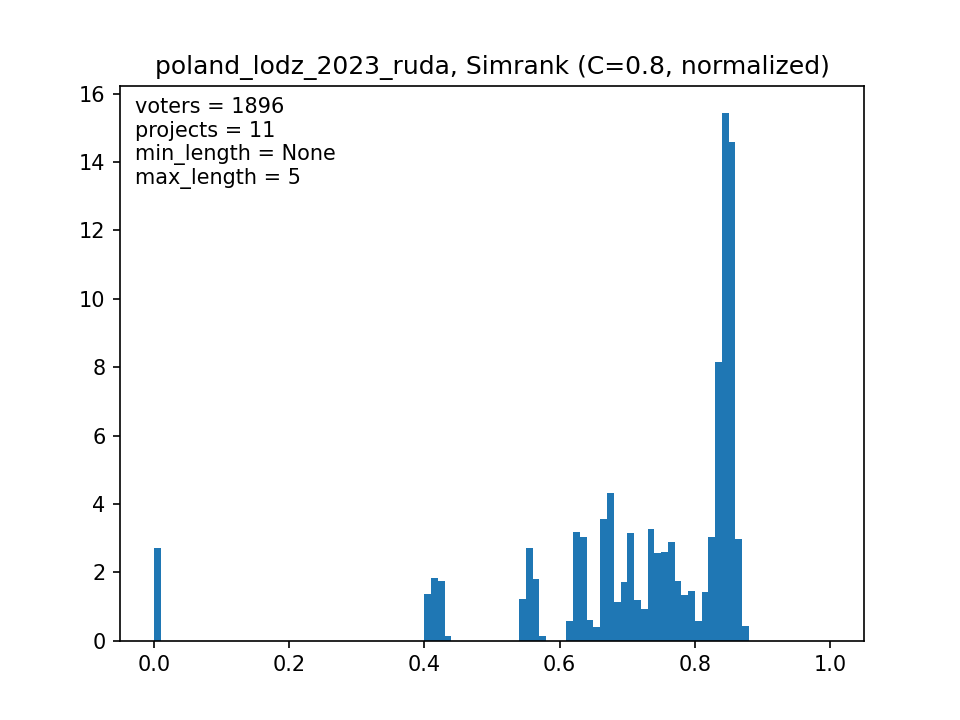 poland_lodz_2023_ruda, Simrank (C=0.8, normalized)
voters = 1896
projects = 11
min_length = None
max_length = 5
16
14
12
10
8
6
4
2
0
0.0 0.2 0.4 0.6 0.8 1.0